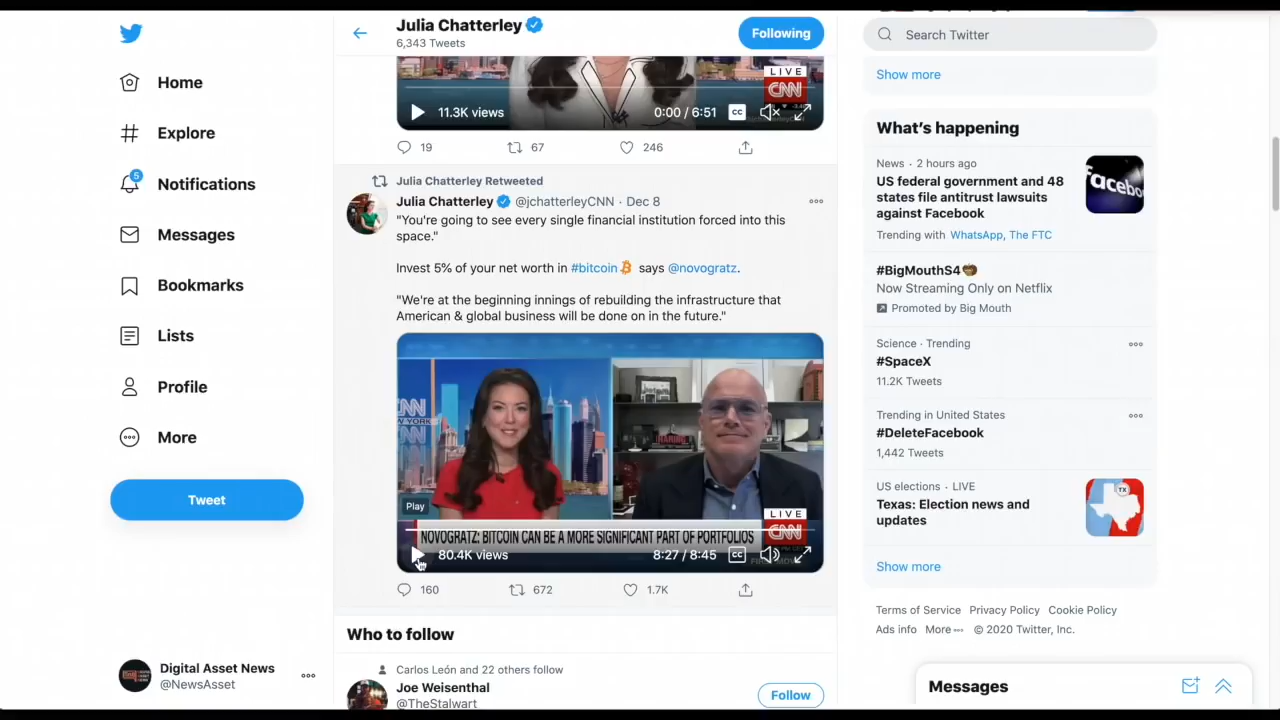 Julia Chatterley
6,343 Tweets
Following
Search Twitter
Home
Explore
5
Notifications
Messages
Bookmarks
Lists
Profile
More
Tweet
Digital Asset News
@NewsAsset
LIVE
CNN
11.3K views
0:00 / 6:51
CC
19
67
246
Julia Chatterley Retweeted
Julia Chatterley @jchatterleyCNN · Dec 8
"You're going to see every single financial institution forced into this
space."
Invest 5% of your net worth in #bitcoin says @novogratz.
"We're at the beginning innings of rebuilding the infrastructure that
American & global business will be done on in the future."
CNN
YORK
CNN
Play
LIVE
CNN
NOVOGRATZ: BITCOIN CAN BE A MORE SIGNIFICANT PART OF PORTFOLIOS
80.4K views
8:27 / 8:45
CC
160
672
1.7K
Who to follow
Carlos León and 22 others follow
Joe Weisenthal
@TheStalwart
Follow
Show more
What's happening
News · 2 hours ago
US federal government and 48
states file antitrust lawsuits
against Facebook
Trending with WhatsApp, The FTC
#BigMouthS4
Now Streaming Only on Netflix
Promoted by Big Mouth
Science · Trending
#SpaceX
11.2K Tweets
Trending in United States
#DeleteFacebook
1,442 Tweets
US elections · LIVE
Texas: Election news and
updates
TX
Show more
Terms of Service Privacy Policy Cookie Policy
Ads info More © 2020 Twitter, Inc.
Messages